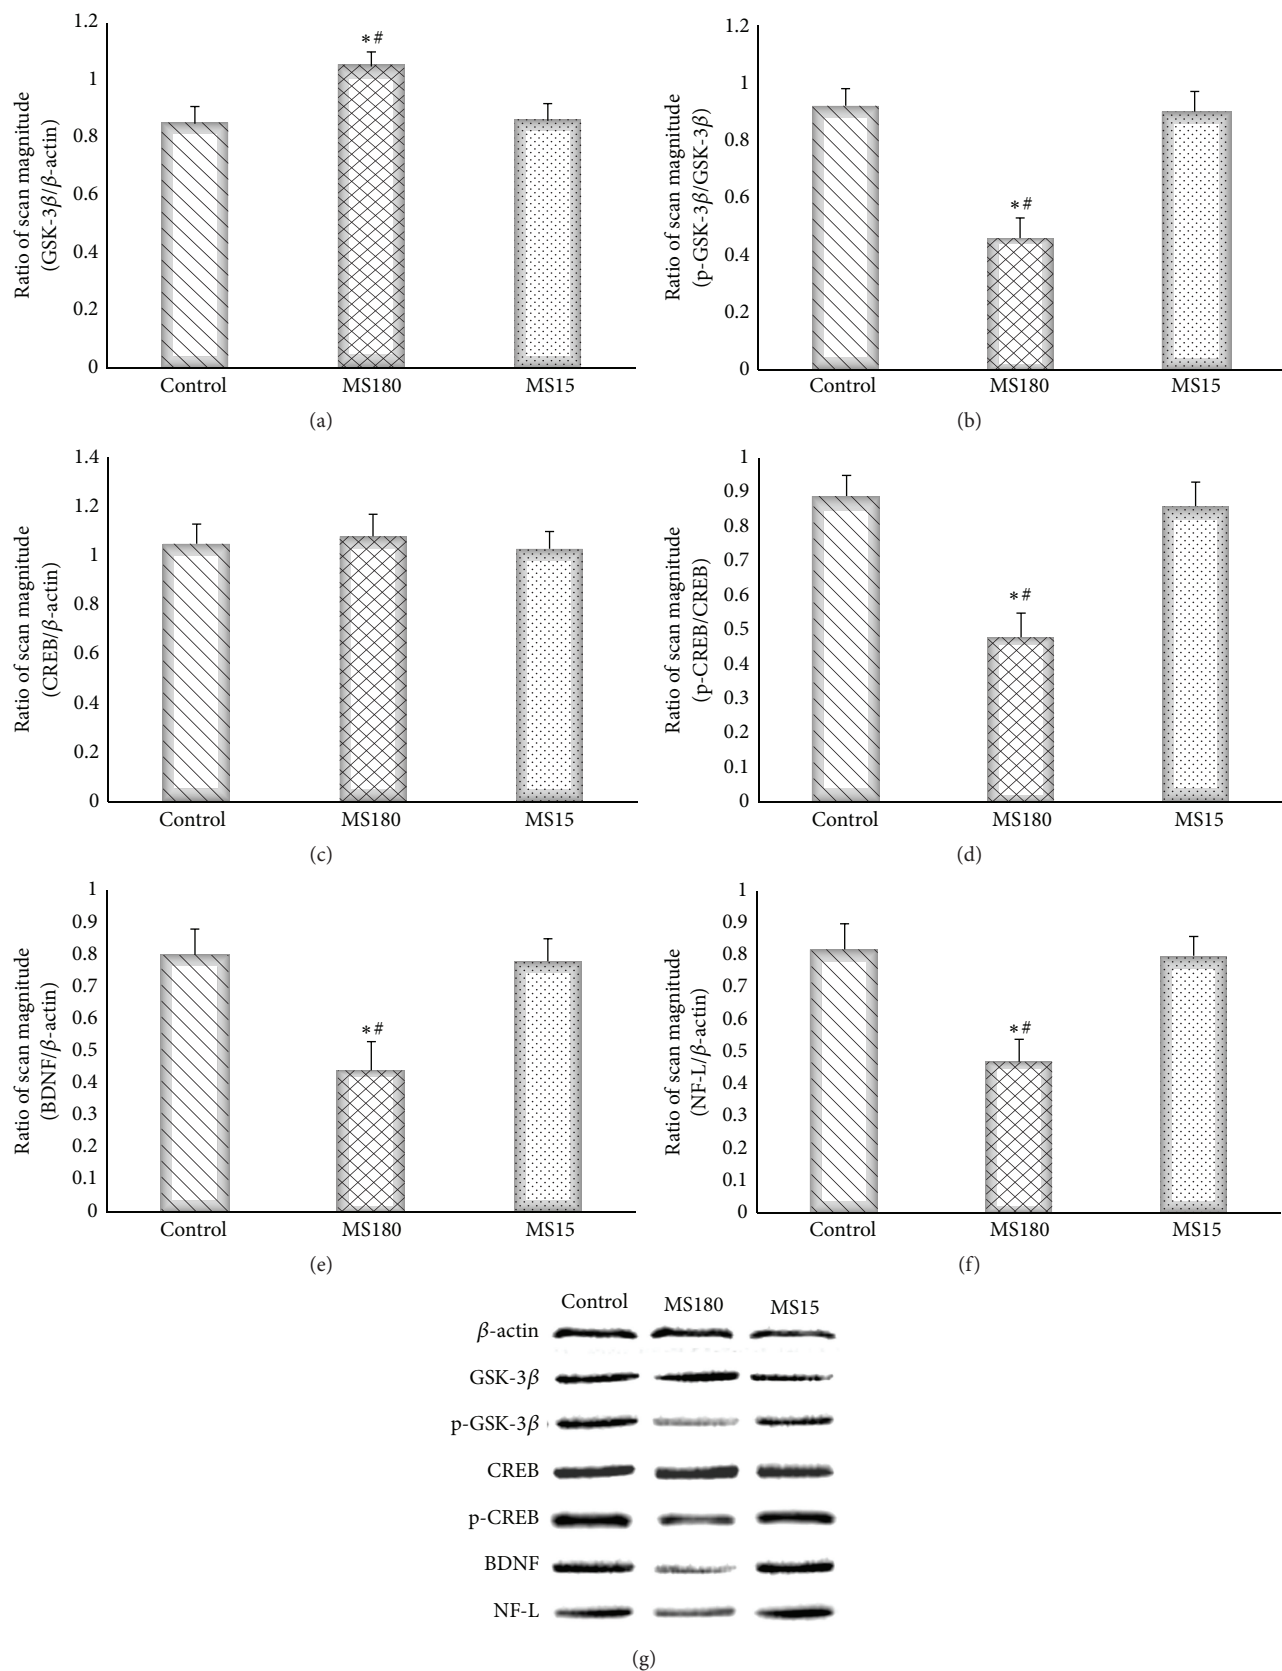 Ratio of scan magnitude
(GSK-3β/β-actin)
1.2
1
0.8
0.6
0.4
0.2
0
*#
Control MS180 MS15
(a)
Ratio of scan magnitude
(p-GSK-3β/GSK-3β)
1.2
1
0.8
0.6
0.4
0.2
0
*#
Control MS180 MS15
(b)
Ratio of scan magnitude
(CREB/β-actin)
1.4
1.2
1
0.8
0.6
0.4
0.2
0
Control MS180 MS15
(c)
Ratio of scan magnitude
(p-CREB/CREB)
1
0.9
0.8
0.7
0.6
0.5
0.4
0.3
0.2
0.1
0
*#
Control MS180 MS15
(d)
Ratio of scan magnitude
(BDNF/β-actin)
1
0.9
0.8
0.7
0.6
0.5
0.4
0.3
0.2
0.1
0
*#
Control MS180 MS15
(e)
Ratio of scan magnitude
(NF-L/β-actin)
1
0.9
0.8
0.7
0.6
0.5
0.4
0.3
0.2
0.1
0
*#
Control MS180 MS15
(f)
Control MS180 MS15
β-actin
GSK-3β
p-GSK-3β
CREB
p-CREB
BDNF
NF-L
(g)